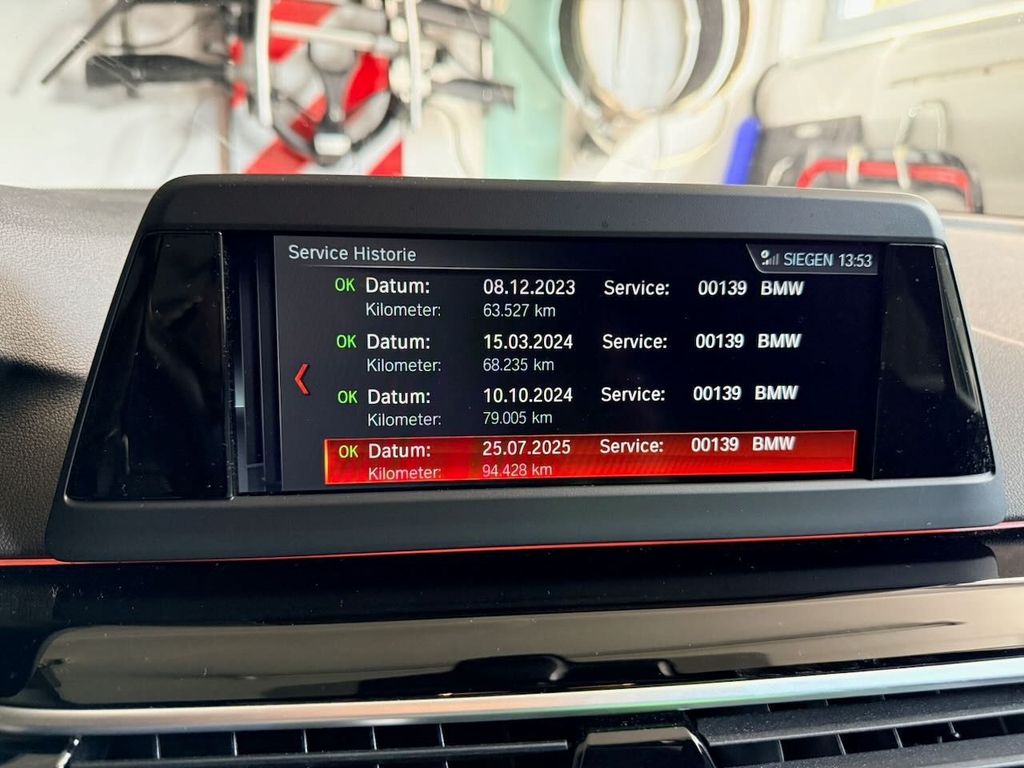 Service Historie
SIEGEN 13:53
OK Datum: 08.12.2023 Service: 00139 BMW
Kilometer: 63.527 km
OK Datum: 15.03.2024 Service: 00139 BMW
Kilometer: 68.235 km
OK Datum: 10.10.2024 Service: 00139 BMW
Kilometer: 79.005 km
OK Datum: 25.07.2025 Service: 00139 BMW
Kilometer: 94.428 km